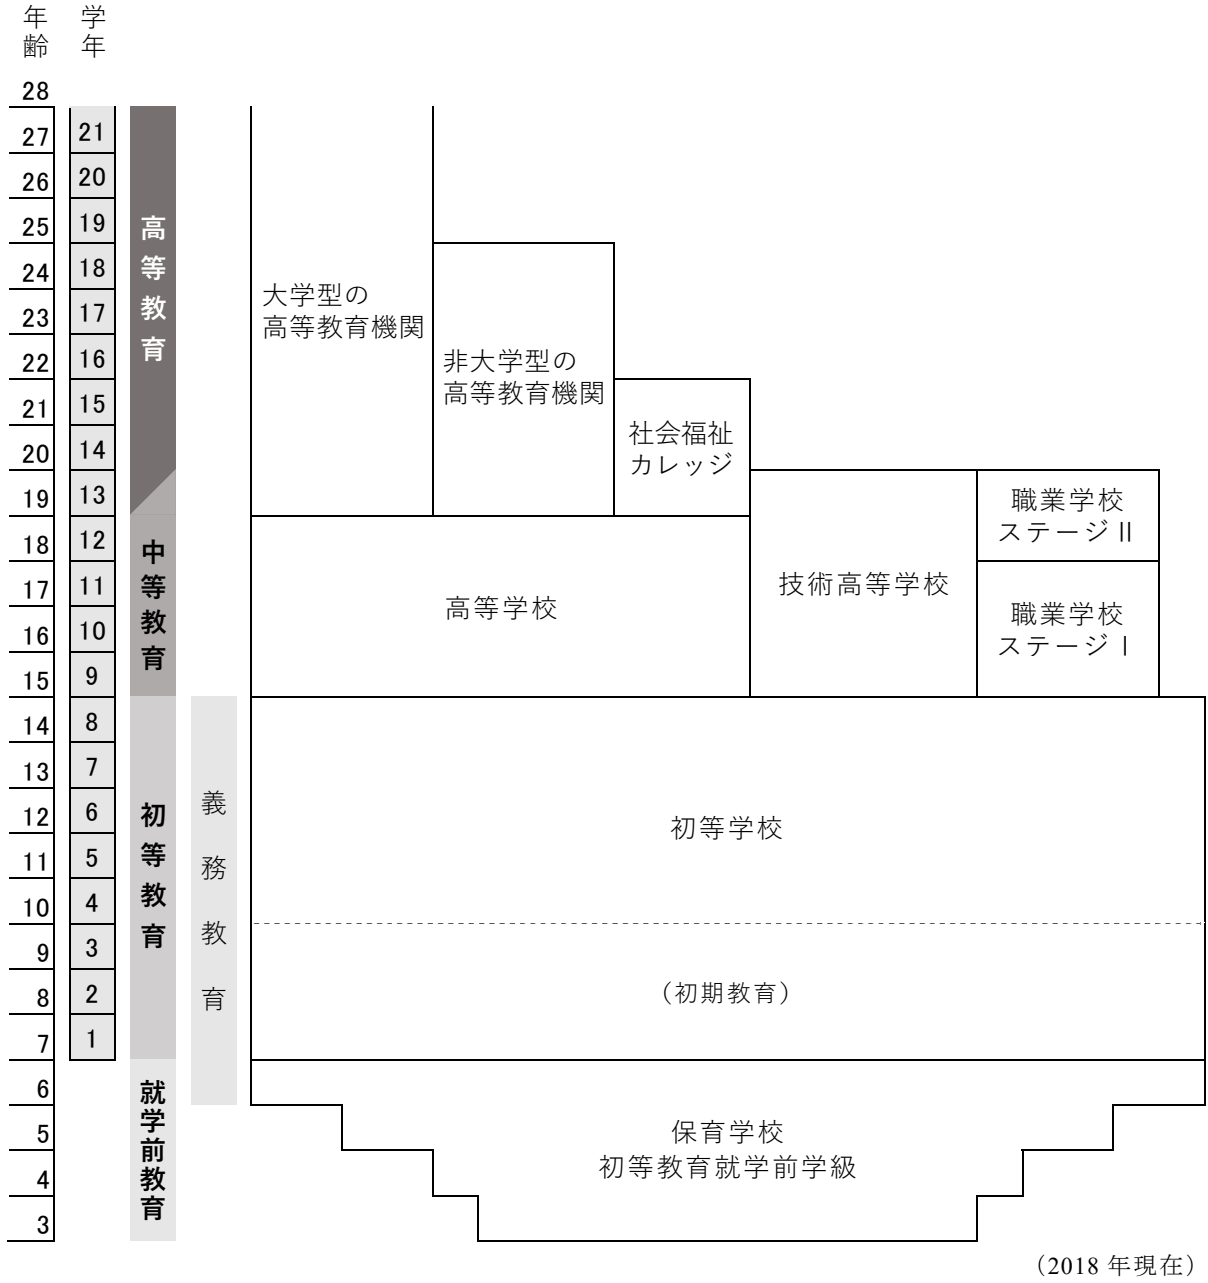 年齢
学年
28
27
26
25
24
23
22
21
20
19
18
17
16
15
14
13
12
11
10
9
8
7
6
5
4
3
21
20
19
18
17
16
15
14
13
12
11
10
9
8
7
6
5
4
3
2
1
高等教育
中等教育
初等教育
就学前教育
義務教育
大学型の
高等教育機関
非大学型の
高等教育機関
社会福祉
カレッジ
高等学校
技術高等学校
職業学校
ステージⅡ
職業学校
ステージⅠ
初等学校
（初期教育）
保育学校
初等教育就学前学級
（2018 年現在）